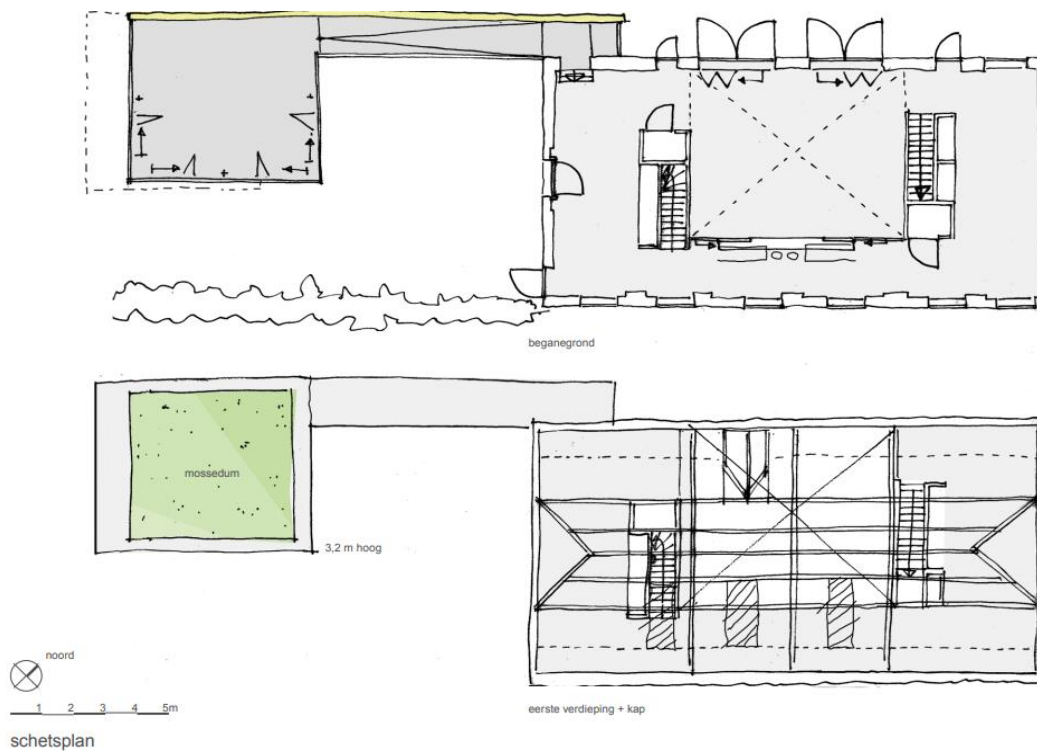 beganegrond
mossedum
3,2 m hoog
noord
1 2 3 4 5m
eerste verdieping + kap
schetsplan